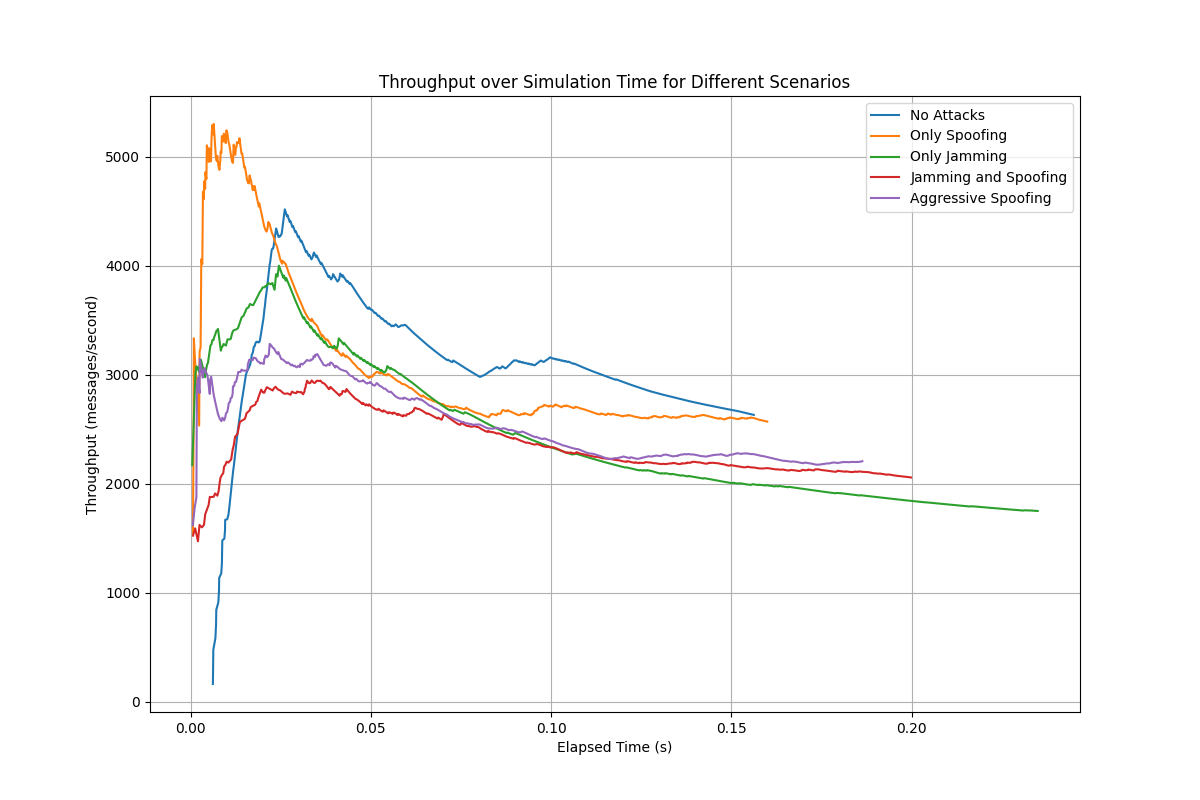 Throughput over Simulation Time for Different Scenarios
No Attacks
Only Spoofing
Only Jamming
Jamming and Spoofing
Aggressive Spoofing
Throughput (messages/second)
5000
4000
3000
2000
1000
0
0.00 0.05 0.10 0.15 0.20
Elapsed Time (s)